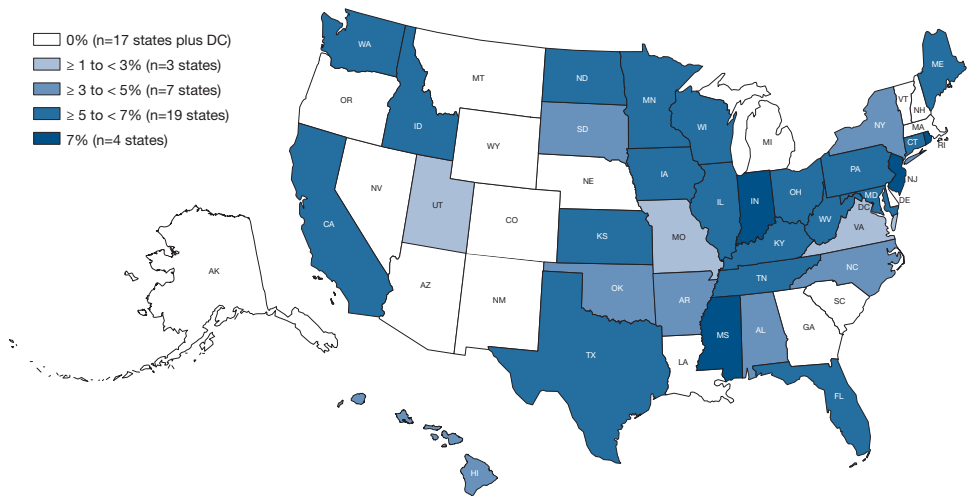 0% (n=17 states plus DC)
≥ 1 to < 3% (n=3 states)
≥ 3 to < 5% (n=7 states)
≥ 5 to < 7% (n=19 states)
7% (n=4 states)
WA
MT
ND
MN
ME
VT
NH
OR
ID
SD
WI
NY
MA
CT
RI
WY
MI
PA
NJ
IA
NE
OH
DE
MD
DC
NV
UT
CO
IL
IN
WV
VA
CA
KS
MO
KY
NC
TN
AK
AZ
NM
OK
AR
SC
MS
AL
GA
TX
LA
FL
HI